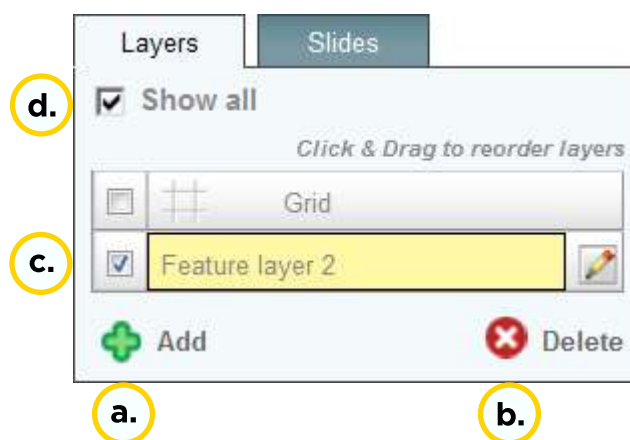 Layers Slides
d. Show all
Click & Drag to reorder layers
Grid
c. Feature layer 2
Add Delete
a. b.